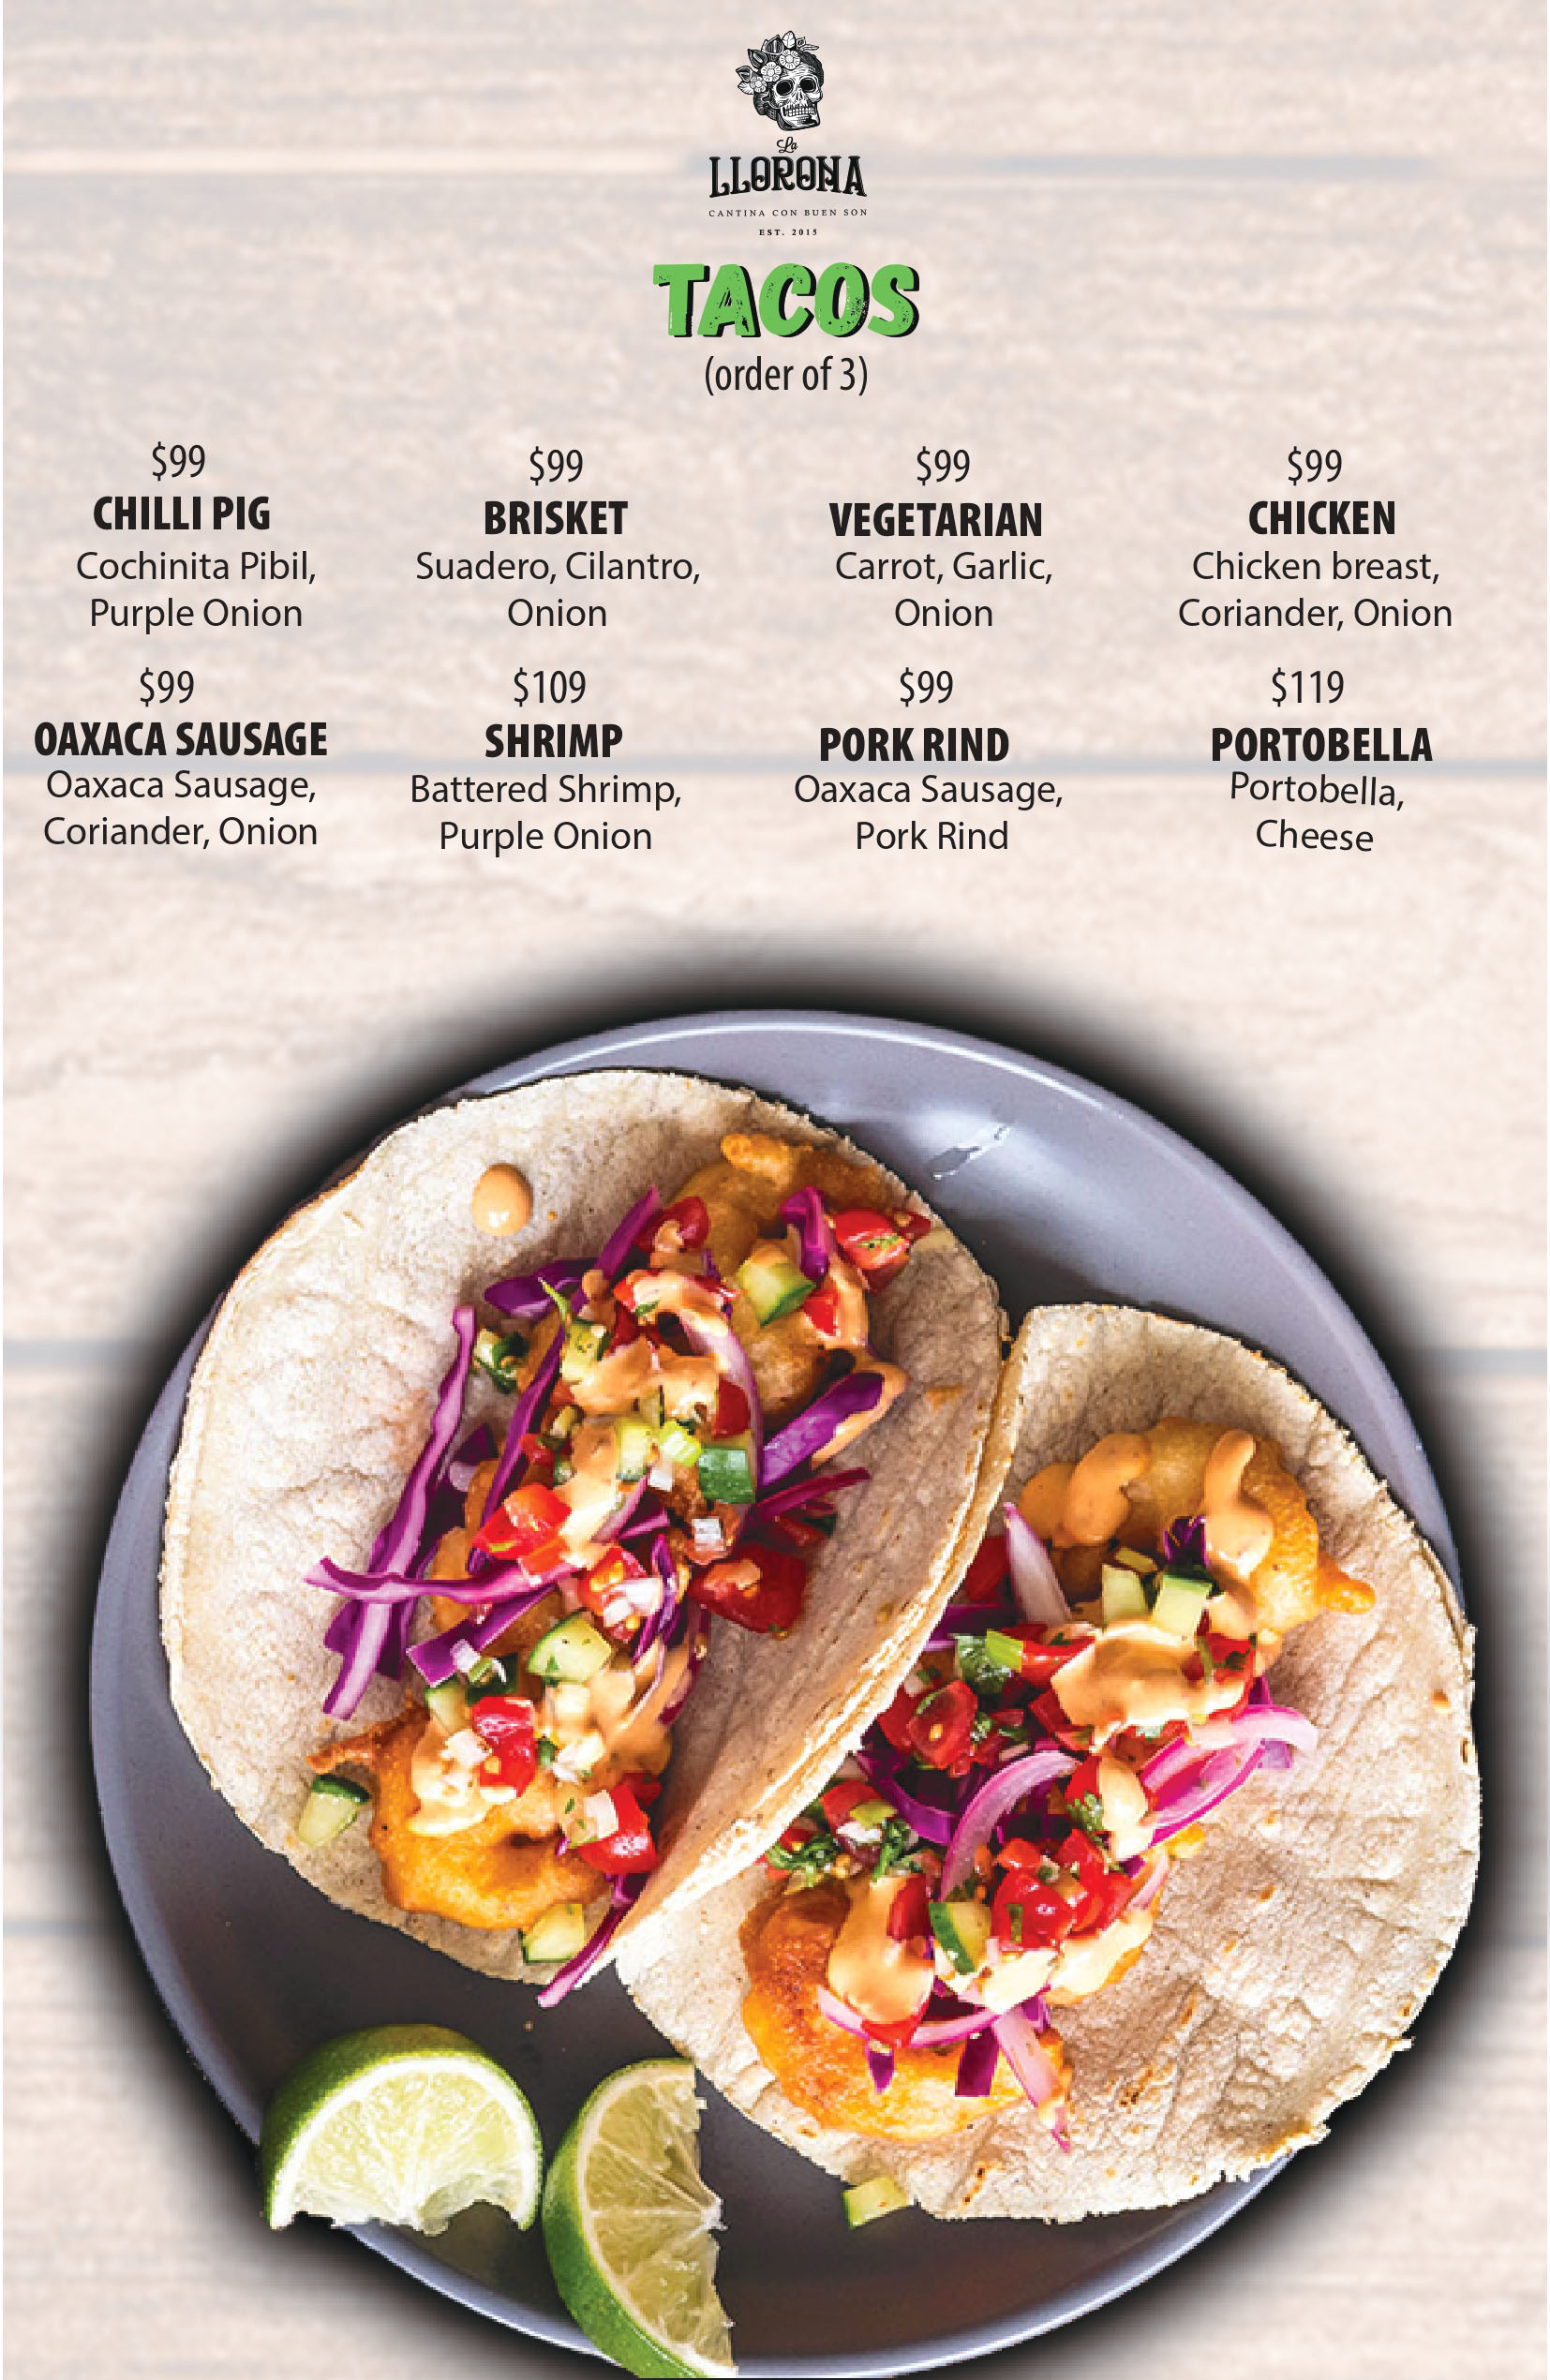 La
LLORONA
CANTINA CON BUEN SON
EST. 2015
TACOS
(order of 3)
$99
CHILLI PIG
Cochinita Pibil,
Purple Onion
$99
BRISKET
Suadero, Cilantro,
Onion
$99
VEGETARIAN
Carrot, Garlic,
Onion
$99
CHICKEN
Chicken breast,
Coriander, Onion
$99
OAXACA SAUSAGE
Oaxaca Sausage,
Coriander, Onion
$109
SHRIMP
Battered Shrimp,
Purple Onion
$99
PORK RIND
Oaxaca Sausage,
Pork Rind
$119
PORTOBELLA
Portobella,
Cheese